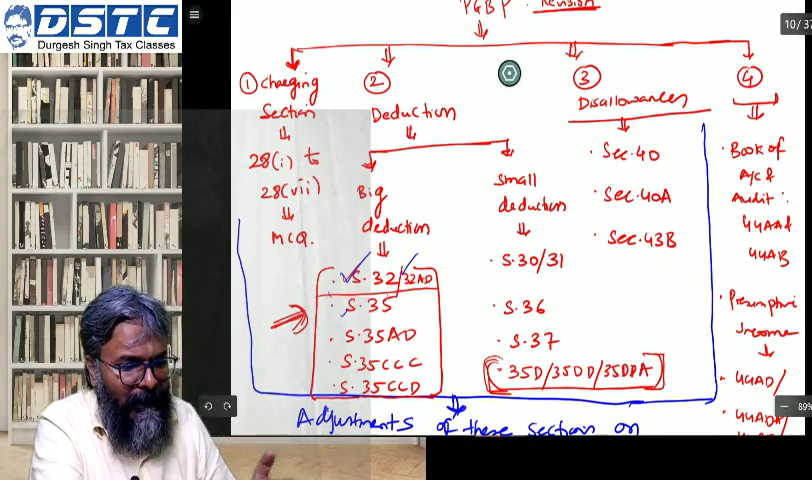 DSTC
Durgesh Singh Tax Classes
PGBP Revision
10/37
① Charging
Section
28(i) to
28(vii)
MCQ.
②
Deduction
Big
deduction
· S.32/32AD
· S.35
· S.35AD
· S.35CCC
· S.35CCD
Small
deduction
· S.30/31
· S.36
· S.37
· 35D/35DD/35DDA
③
Disallowances
· Sec.40
· Sec.40A
· Sec.43B
④
· Book of
A/c &
Audit :
44AA &
44AB
· Presumptive
Income
· 44AD/
· 44ADA/
Adjustments of these section on
89%